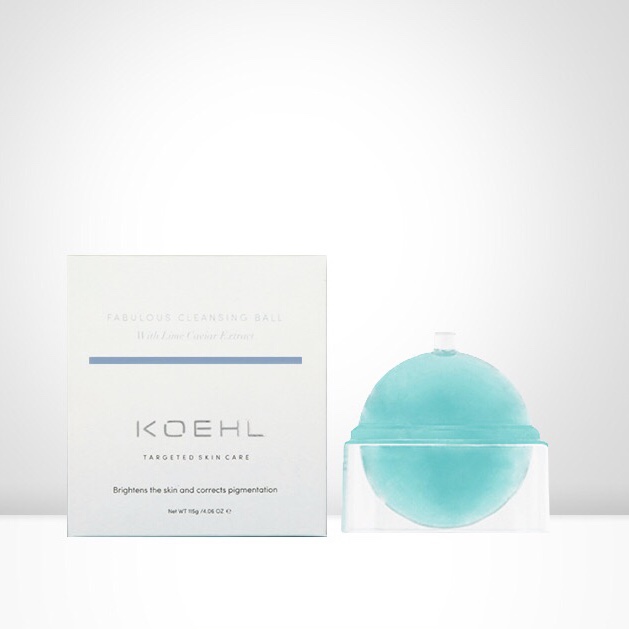 FABULOUS CLEANSING BALL
With Lime Caviar Extract
KOEHL
TARGETED SKIN CARE
Brightens the skin and corrects pigmentation
Net WT 115g /4.06 OZ ℮